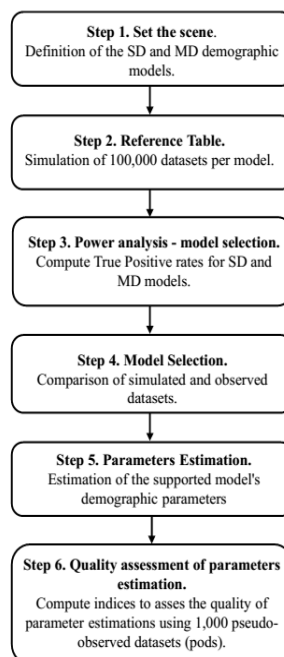 Step 1. Set the scene.
Definition of the SD and MD demographic
models.
Step 2. Reference Table.
Simulation of 100,000 datasets per model.
Step 3. Power analysis - model selection.
Compute True Positive rates for SD and
MD models.
Step 4. Model Selection.
Comparison of simulated and observed
datasets.
Step 5. Parameters Estimation.
Estimation of the supported model's
demographic parameters
Step 6. Quality assessment of parameters
estimation.
Compute indices to asses the quality of
parameter estimations using 1,000 pseudo-
observed datasets (pods).